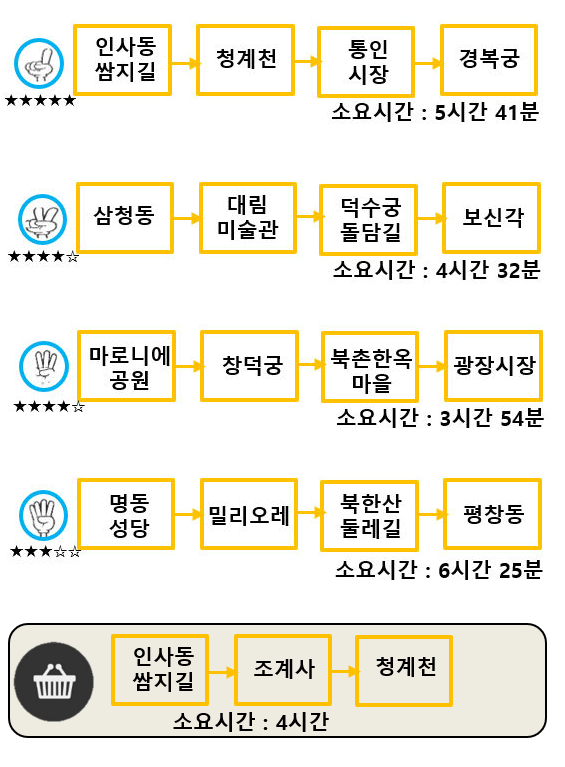 인사동
쌈지길
청계천
통인
시장
경복궁
★★★★★
소요시간 : 5시간 41분
삼청동
대림
미술관
덕수궁
돌담길
보신각
★★★★☆
소요시간 : 4시간 32분
마로니에
공원
창덕궁
북촌한옥
마을
광장시장
★★★★☆
소요시간 : 3시간 54분
명동
성당
밀리오레
북한산
둘레길
평창동
★★★☆☆
소요시간 : 6시간 25분
인사동
쌈지길
조계사
청계천
소요시간 : 4시간